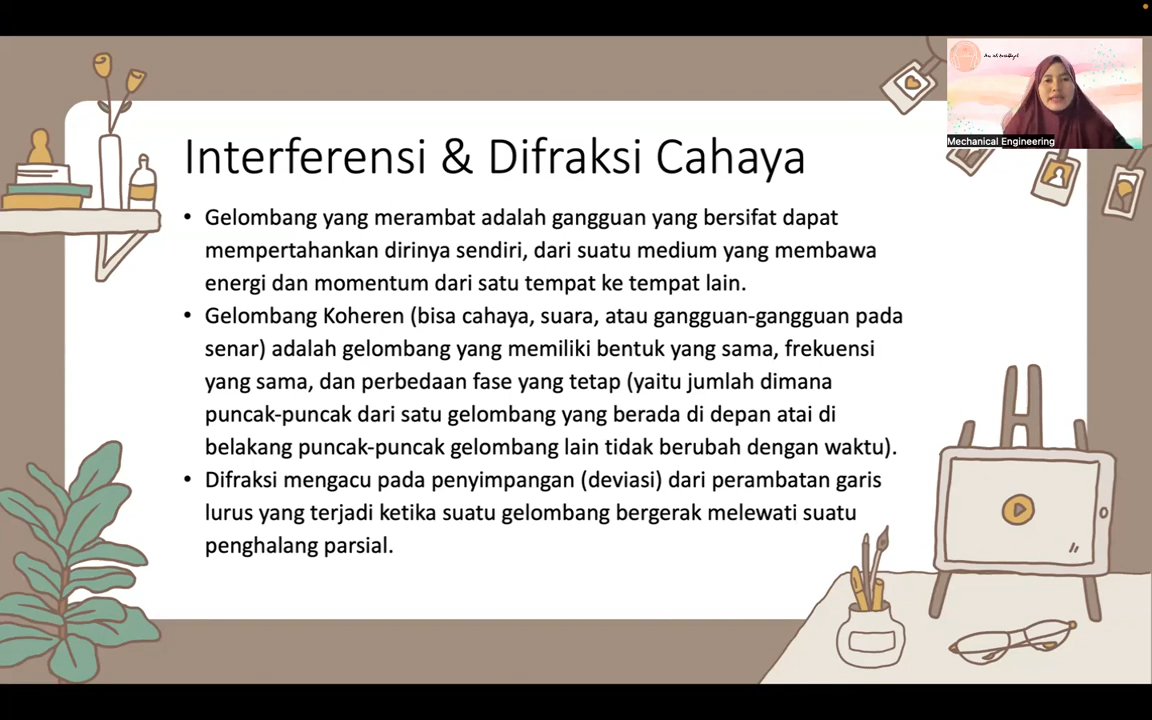 Interferensi & Difraksi Cahaya
• Gelombang yang merambat adalah gangguan yang bersifat dapat
mempertahankan dirinya sendiri, dari suatu medium yang membawa
energi dan momentum dari satu tempat ke tempat lain.
• Gelombang Koheren (bisa cahaya, suara, atau gangguan-gangguan pada
senar) adalah gelombang yang memiliki bentuk yang sama, frekuensi
yang sama, dan perbedaan fase yang tetap (yaitu jumlah dimana
puncak-puncak dari satu gelombang yang berada di depan atai di
belakang puncak-puncak gelombang lain tidak berubah dengan waktu).
• Difraksi mengacu pada penyimpangan (deviasi) dari perambatan garis
lurus yang terjadi ketika suatu gelombang bergerak melewati suatu
penghalang parsial.
Mechanical Engineering